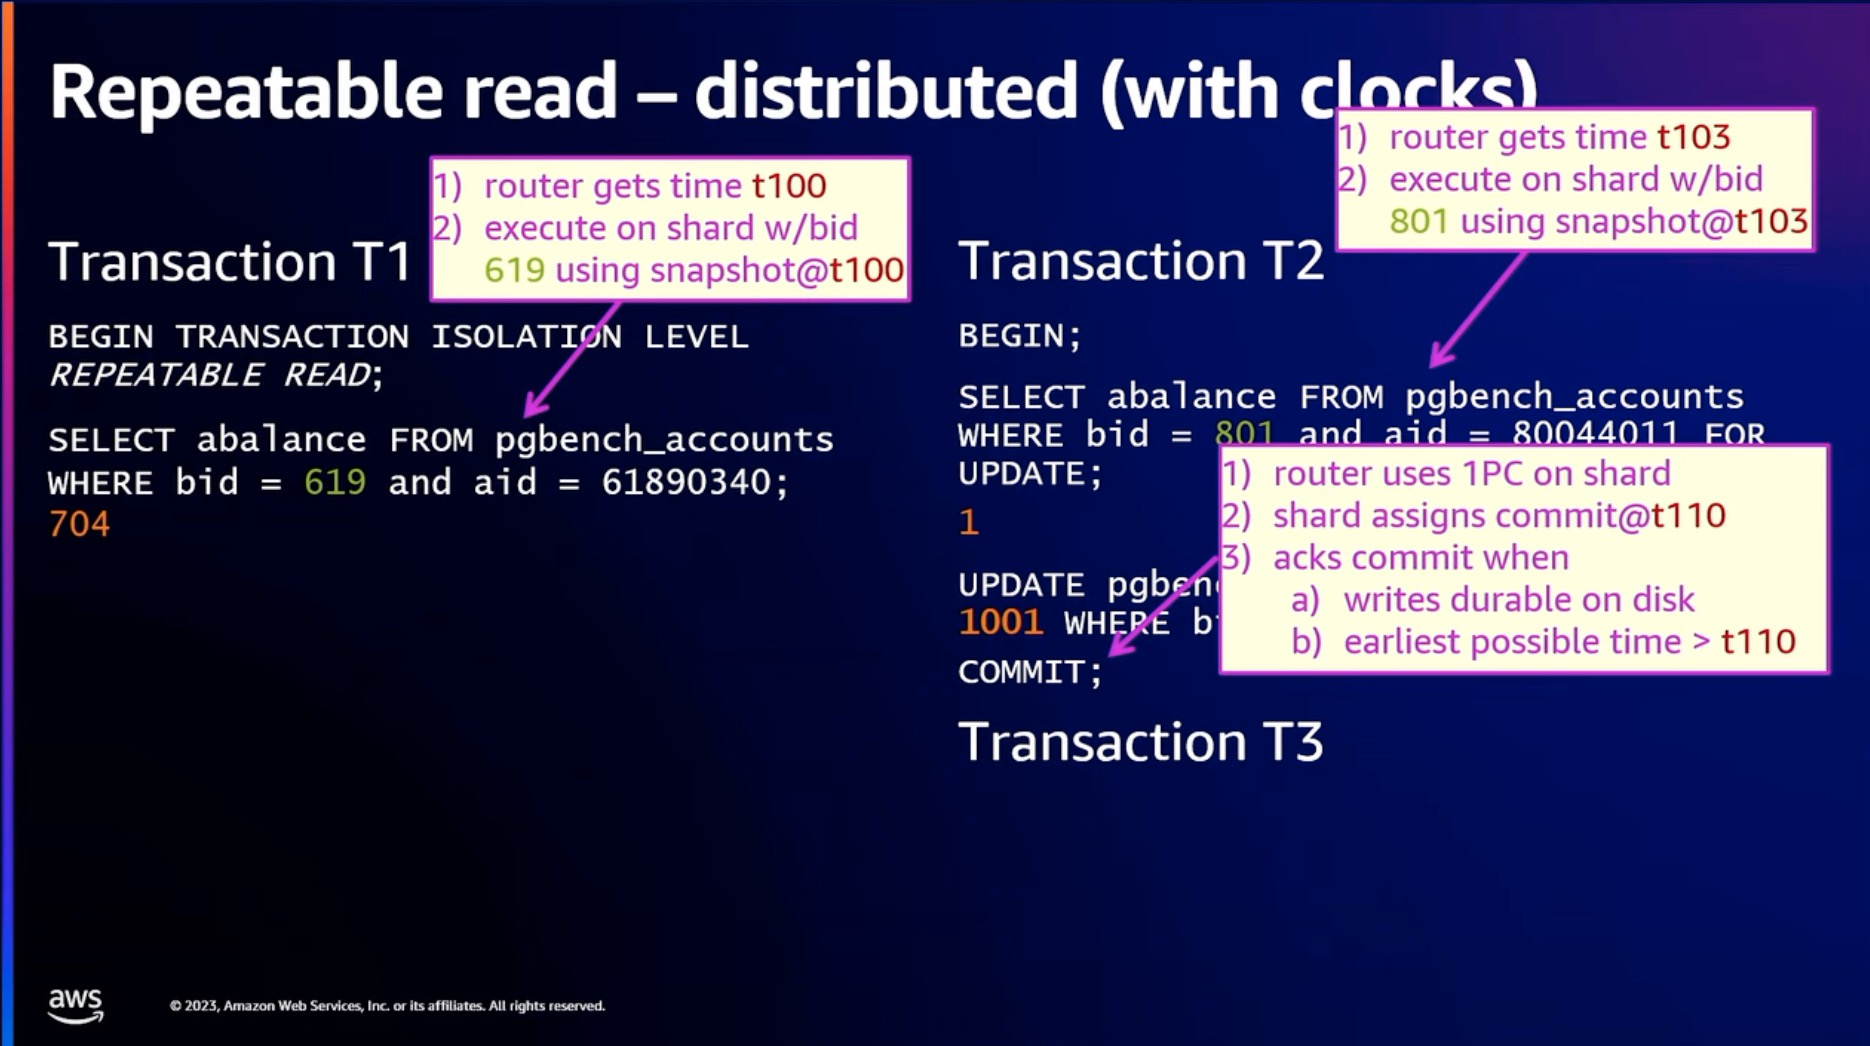 Repeatable read – distributed (with clocks)
1) router gets time t100
2) execute on shard w/bid
619 using snapshot@t100
Transaction T1
BEGIN TRANSACTION ISOLATION LEVEL
REPEATABLE READ;
SELECT abalance FROM pgbench_accounts
WHERE bid = 619 and aid = 61890340;
704
1) router gets time t103
2) execute on shard w/bid
801 using snapshot@t103
Transaction T2
BEGIN;
SELECT abalance FROM pgbench_accounts
WHERE bid = 801 and aid = 80044011 FOR
UPDATE;
1
UPDATE pgben
1001 WHERE b
COMMIT;
1) router uses 1PC on shard
2) shard assigns commit@t110
3) acks commit when
a) writes durable on disk
b) earliest possible time > t110
Transaction T3
aws
© 2023, Amazon Web Services, Inc. or its affiliates. All rights reserved.